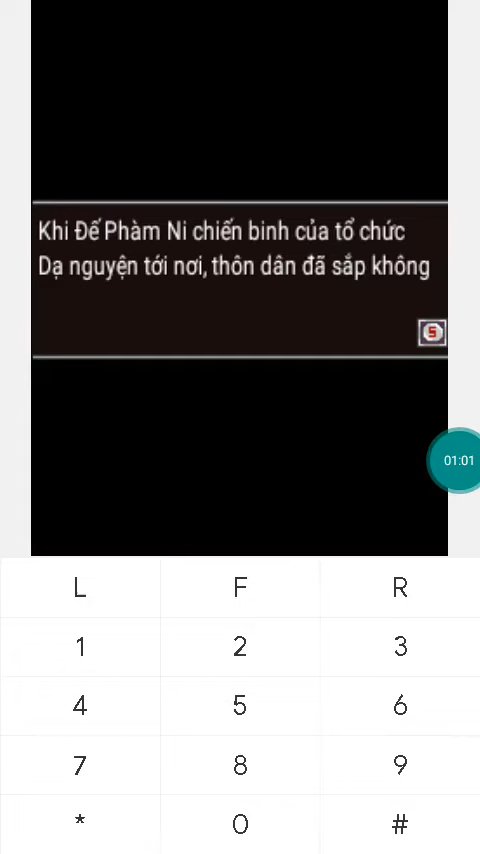 Khi Đế Phàm Ni chiến binh của tổ chức
Dạ nguyện tới nơi, thôn dân đã sắp không
5
01:01
L F R
1 2 3
4 5 6
7 8 9
* 0 #